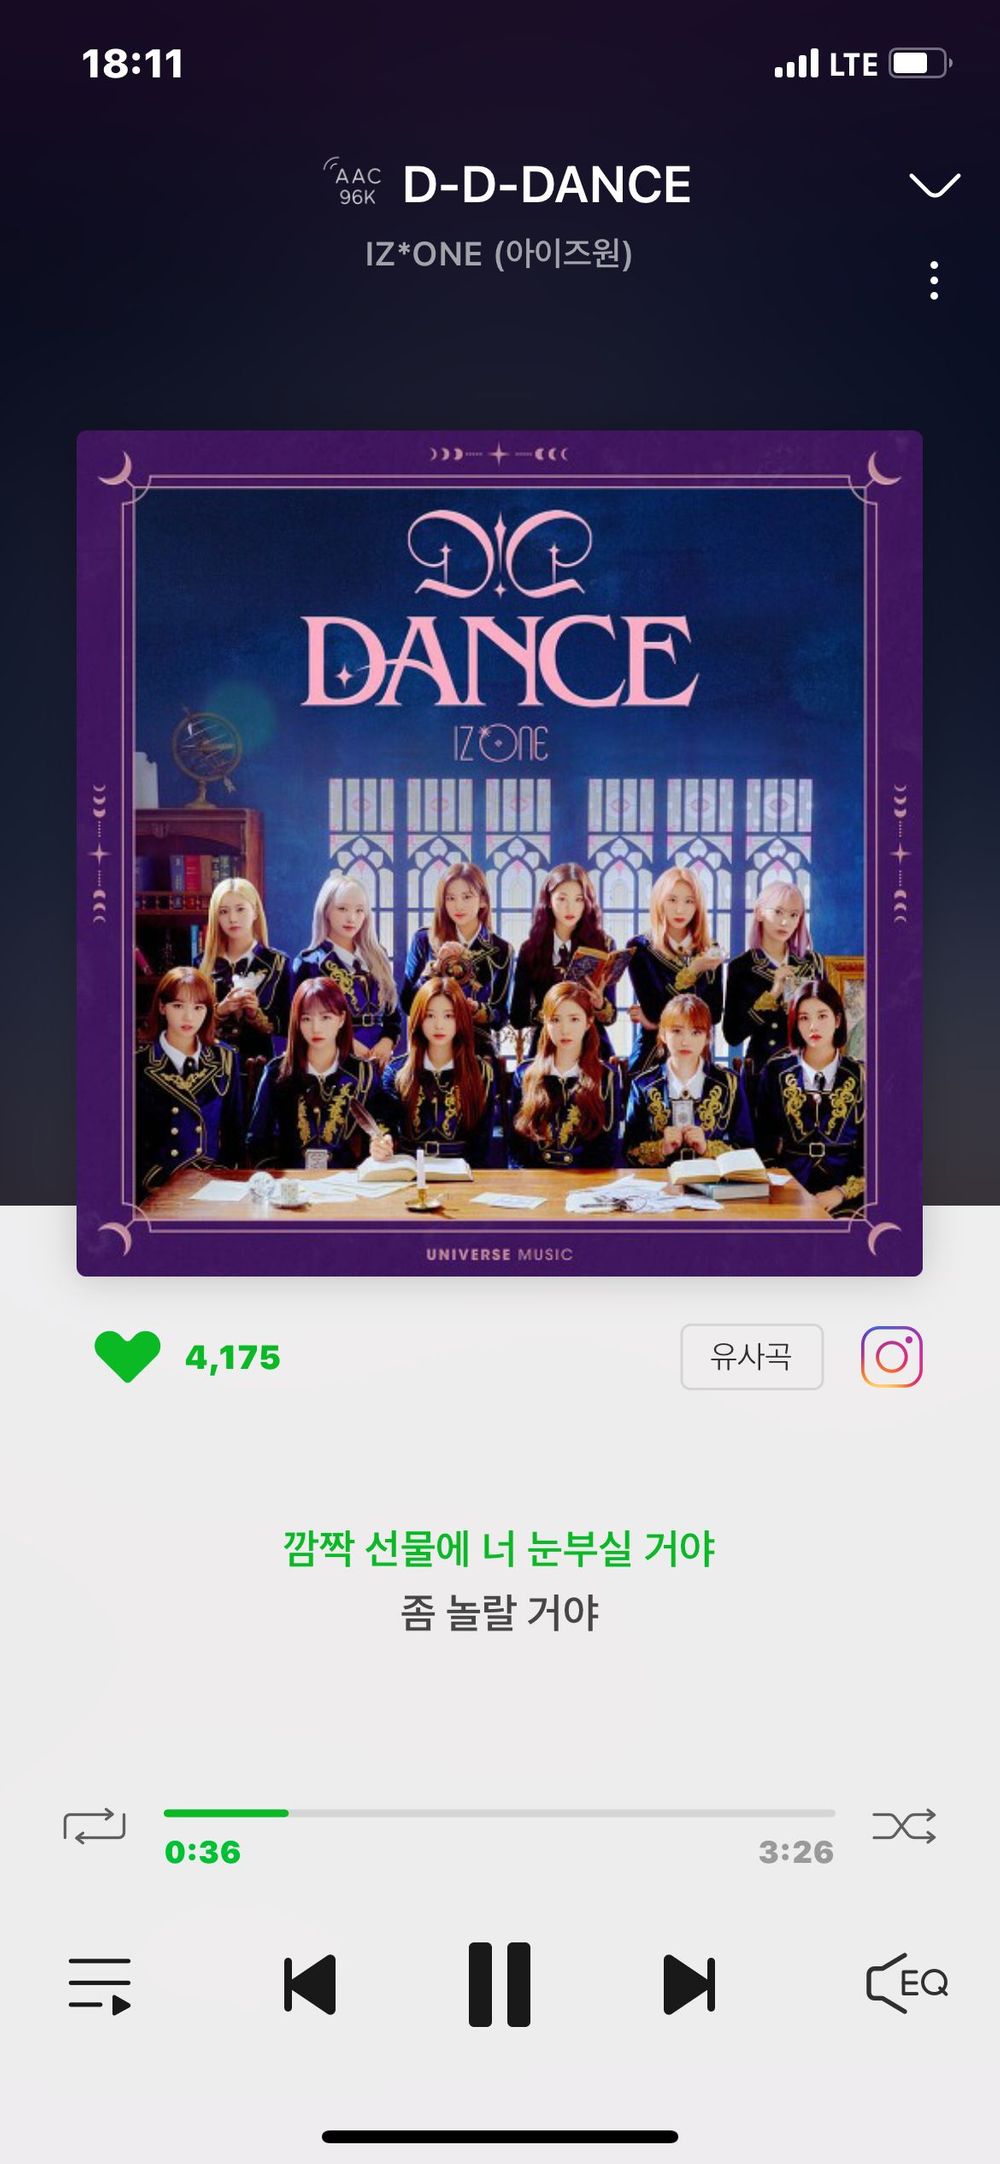 18:11
LTE
AAC
96K
D-D-DANCE
IZ*ONE (아이즈원)
D D
DANCE
IZ*ONE
UNIVERSE MUSIC
4,175
유사곡
깜짝 선물에 너 눈부실 거야
좀 놀랄 거야
0:36
3:26
EQ